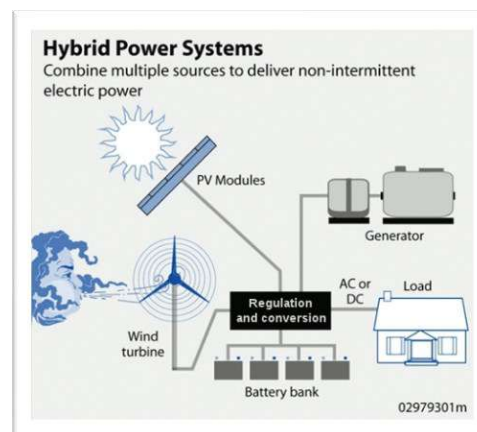 Hybrid Power Systems
Combine multiple sources to deliver non-intermittent
electric power
PV Modules
Generator
AC or
DC
Load
Regulation
and conversion
Wind
turbine
Battery bank
02979301m